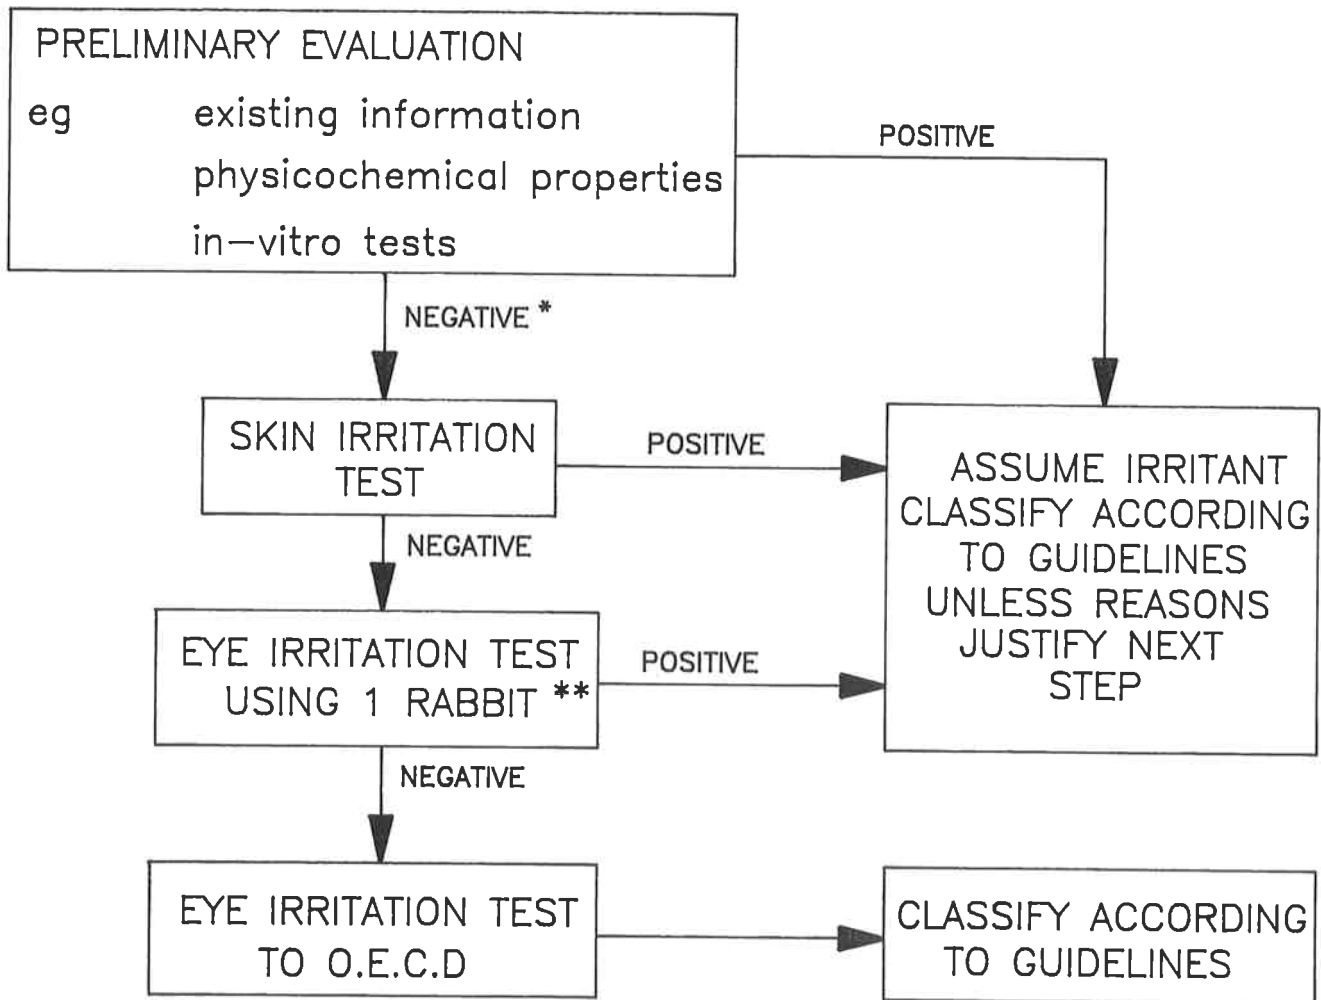 PRELIMINARY EVALUATION
eg existing information
physicochemical properties
in-vitro tests
POSITIVE
NEGATIVE *
SKIN IRRITATION
TEST
POSITIVE
ASSUME IRRITANT
CLASSIFY ACCORDING
TO GUIDELINES
UNLESS REASONS
JUSTIFY NEXT
STEP
NEGATIVE
EYE IRRITATION TEST
USING 1 RABBIT **
POSITIVE
NEGATIVE
EYE IRRITATION TEST
TO O.E.C.D
CLASSIFY ACCORDING
TO GUIDELINES